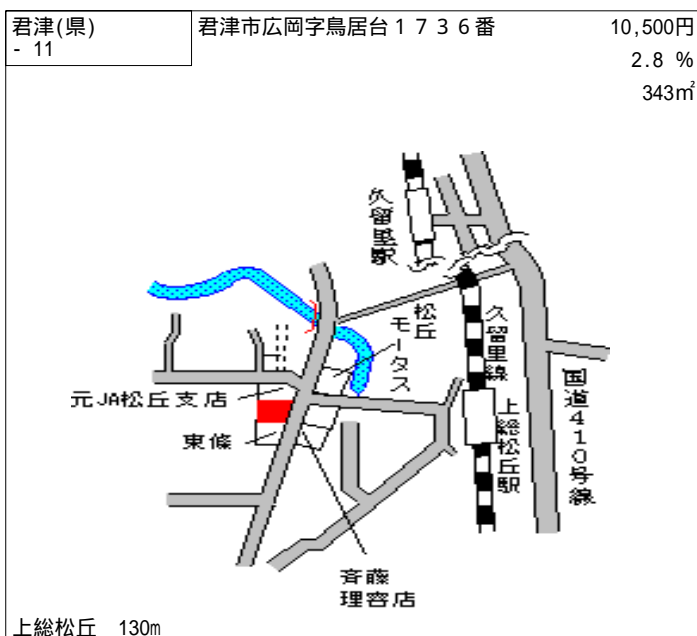 君津(県)
- 11
君津市広岡字鳥居台1736番
10,500円
2.8 %
343㎡
久留里駅
松丘モータス
久留里線
元JA松丘支店
上総松丘駅
国道410号線
東條
斉藤
理容店
上総松丘 130m